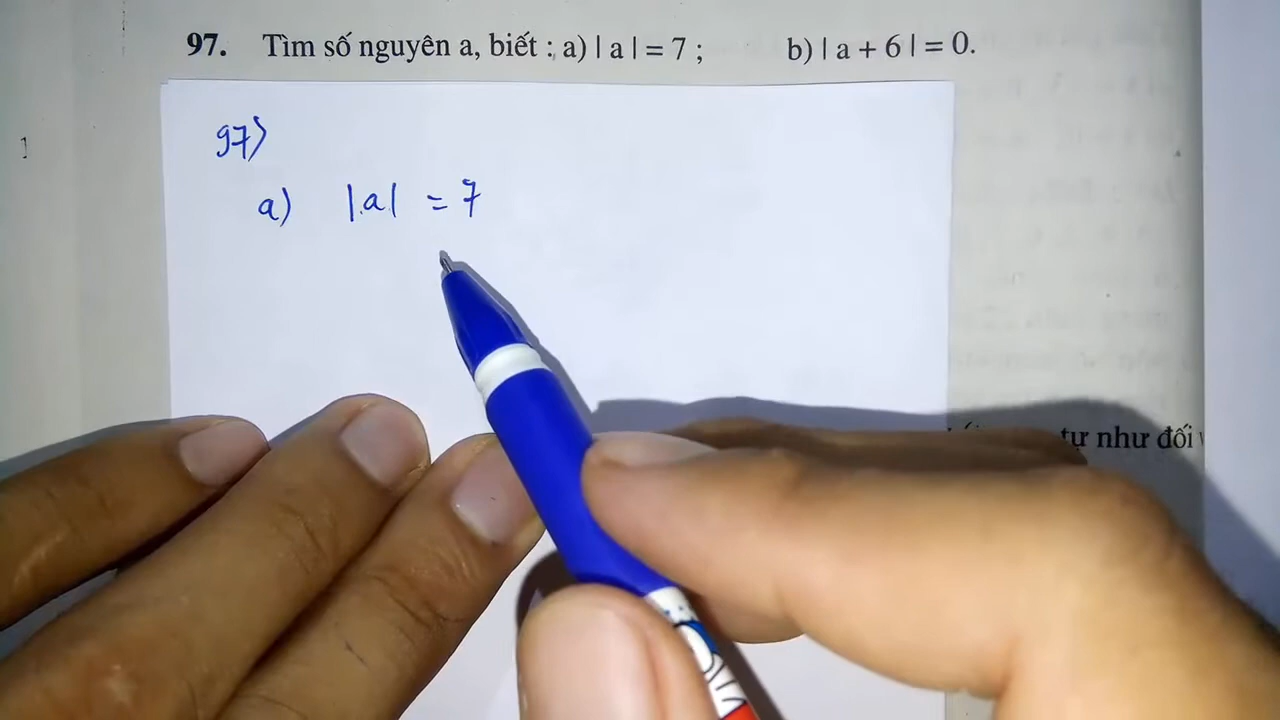 97. Tìm số nguyên a, biết : a) | a | = 7 ; b) | a + 6 | = 0.
97)
a) |a| = 7
tự như đối